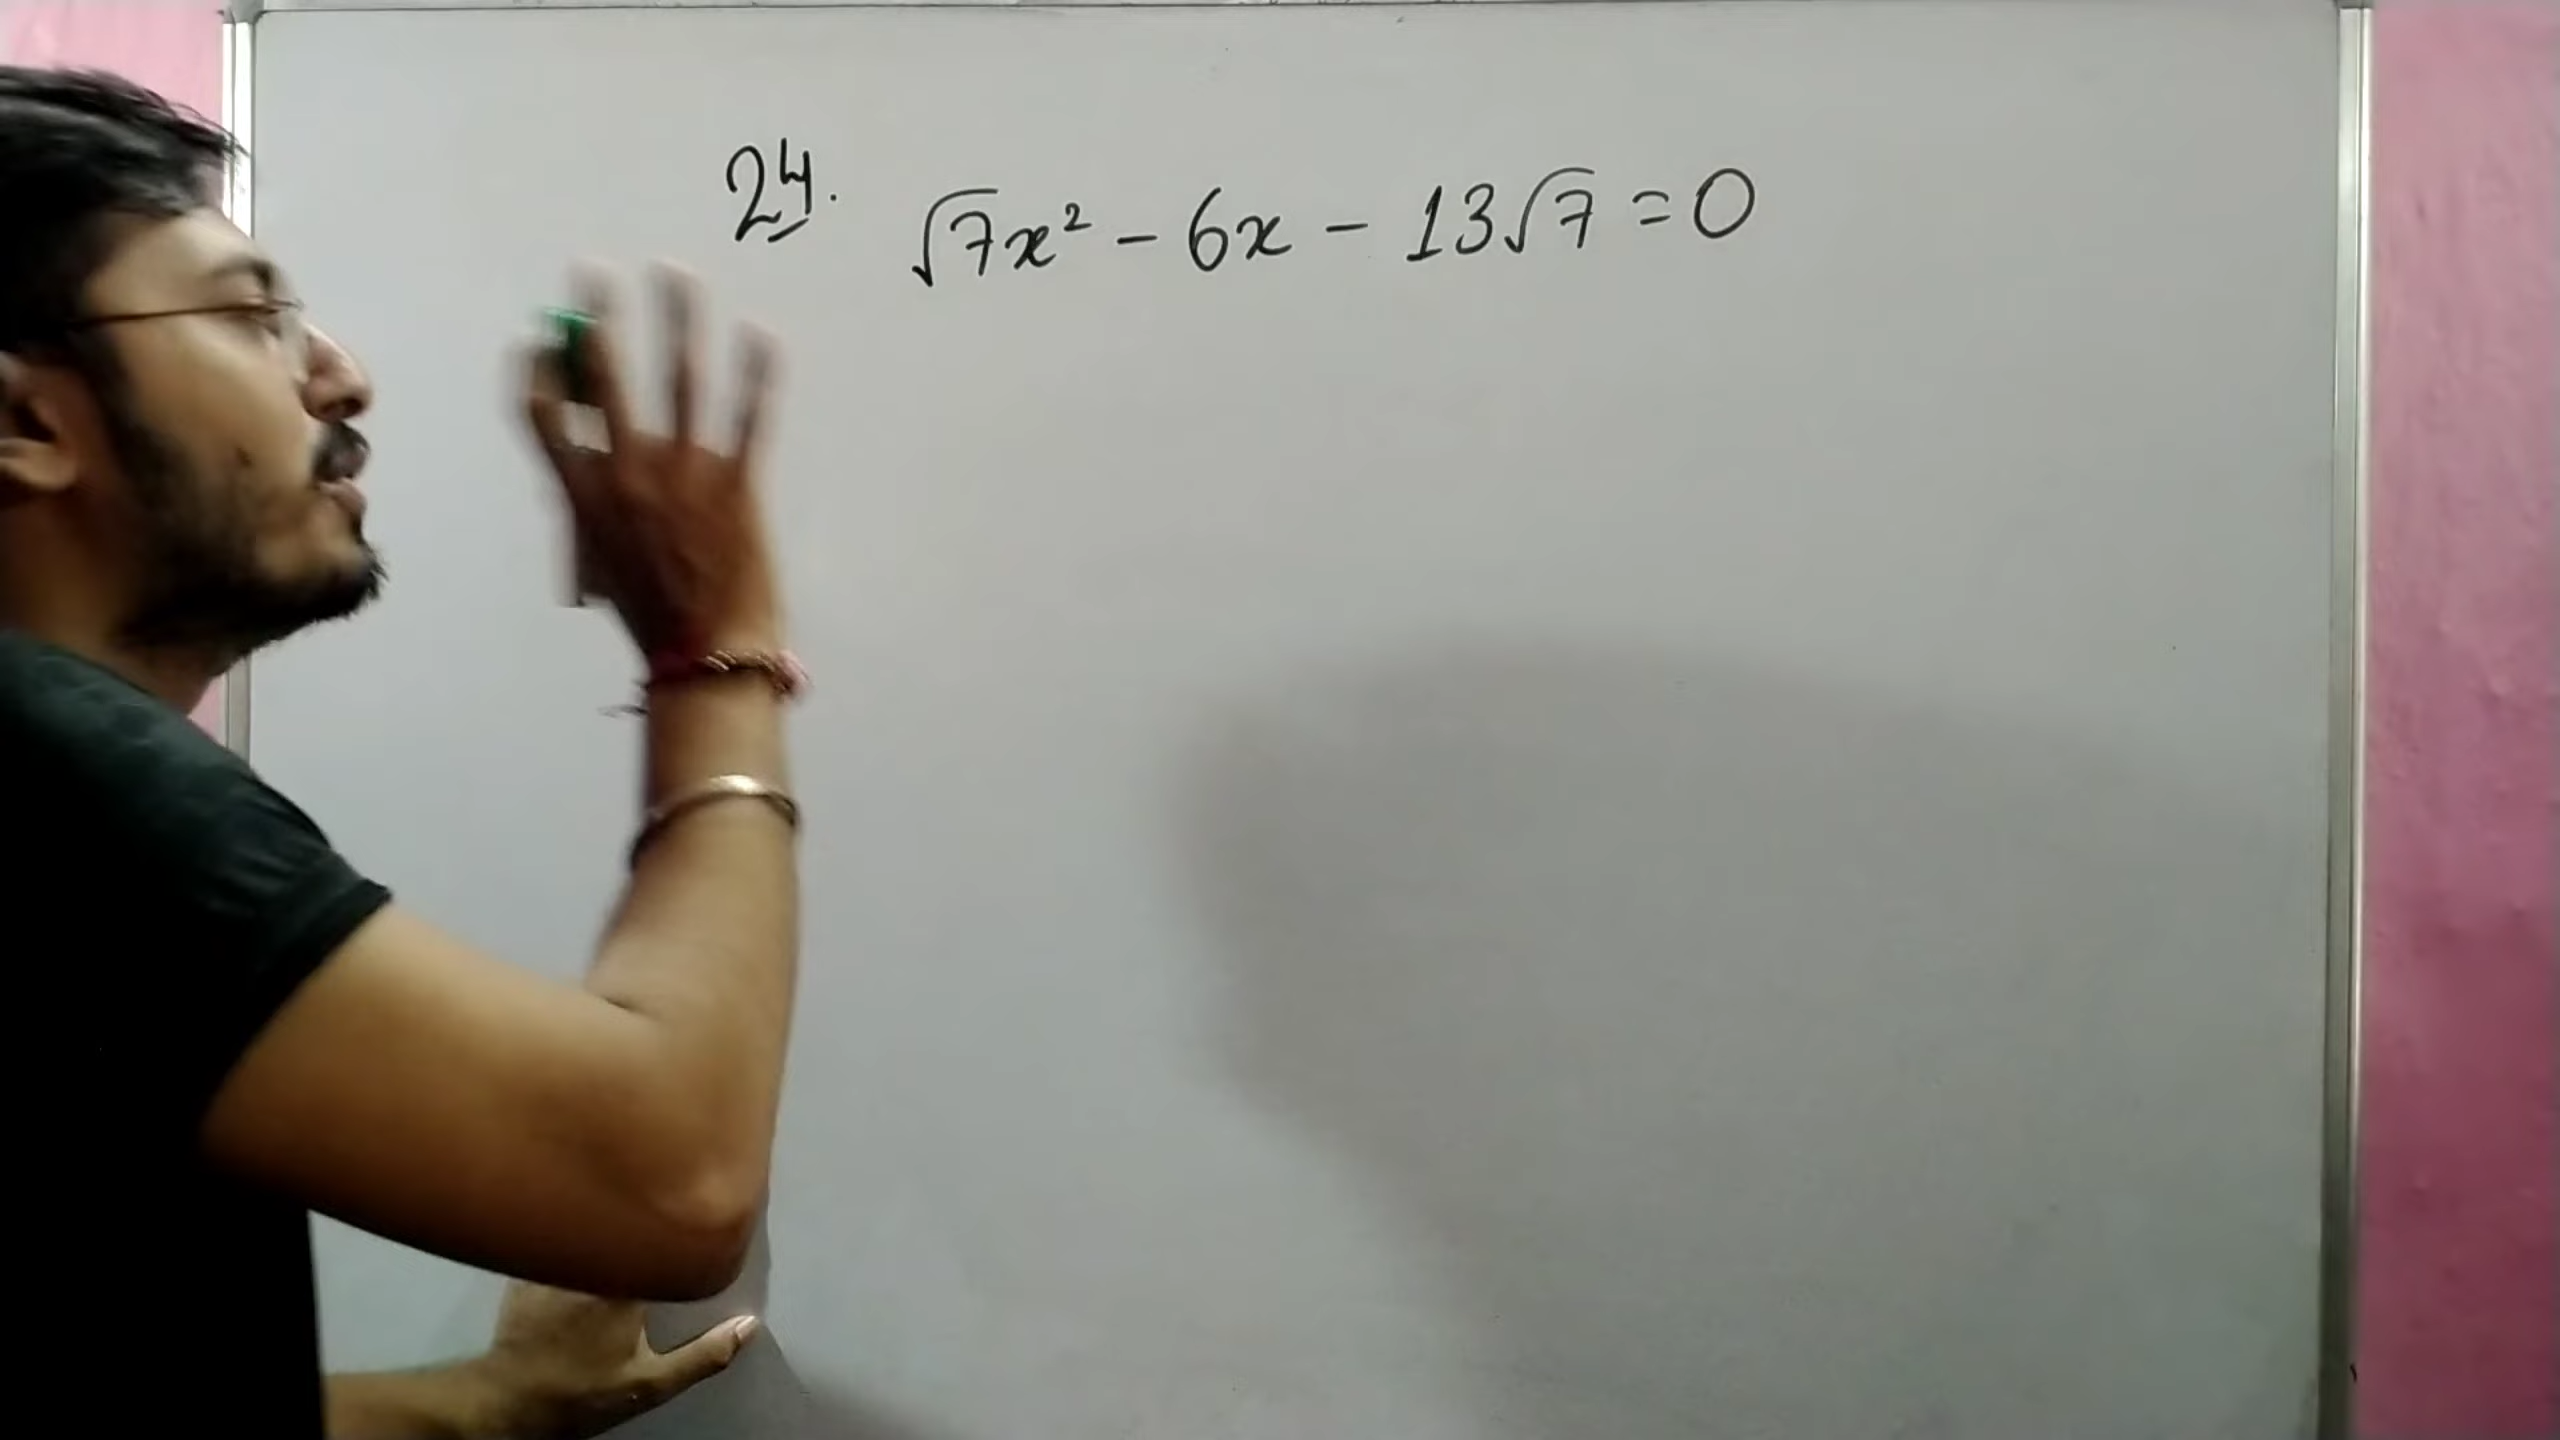 24. √7x² - 6x - 13√7 = 0